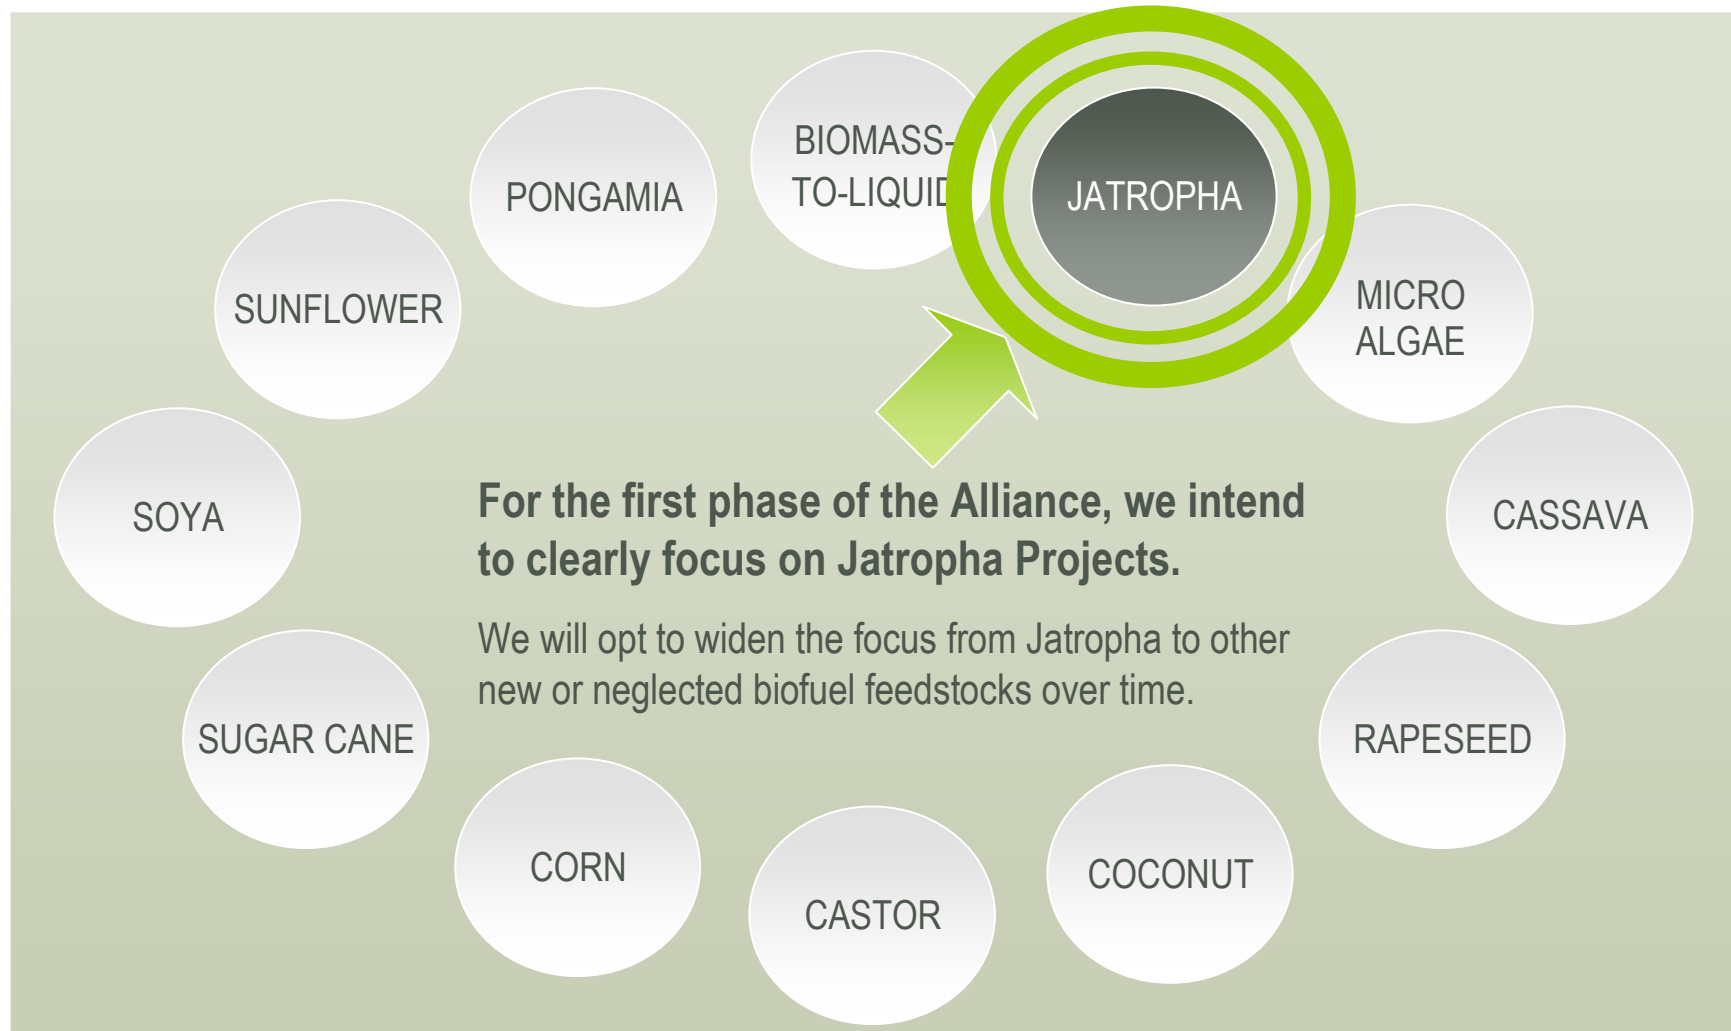 BIOMASS-
TO-LIQUID
JATROPHA
PONGAMIA
MICRO
ALGAE
SUNFLOWER
CASSAVA
SOYA
For the first phase of the Alliance, we intend
to clearly focus on Jatropha Projects.
We will opt to widen the focus from Jatropha to other
new or neglected biofuel feedstocks over time.
SUGAR CANE
RAPESEED
CORN
COCONUT
CASTOR